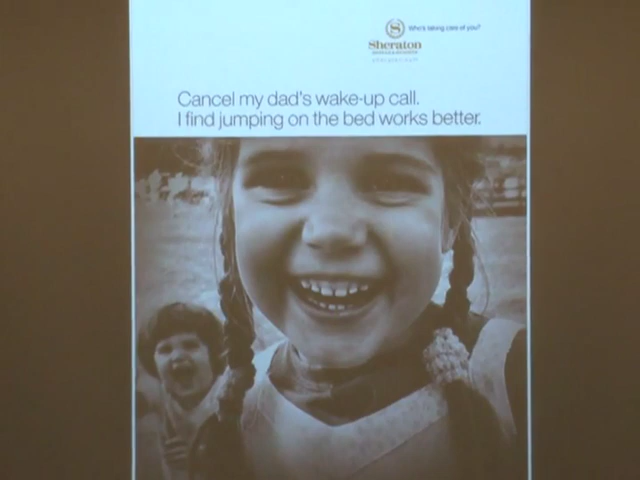 Who's taking care of you?
Sheraton
Cancel my dad's wake-up call.
I find jumping on the bed works better.